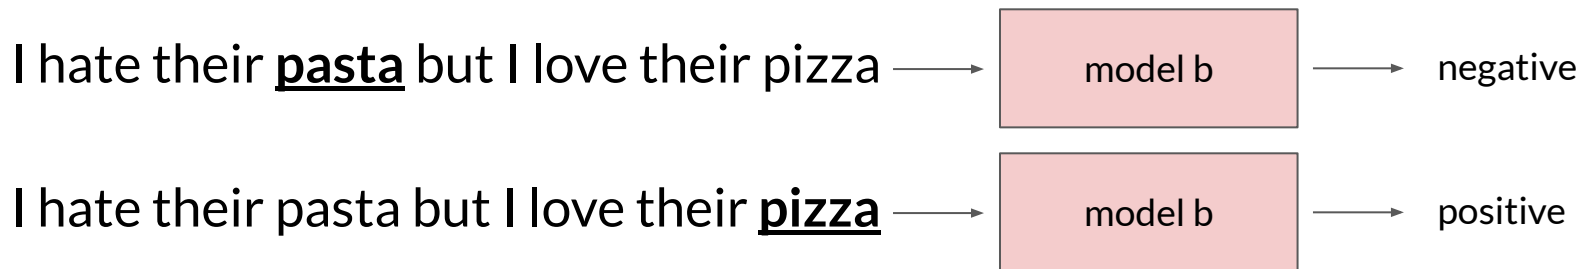 I hate their pasta but I love their pizza model b negative
I hate their pasta but I love their pizza model b positive